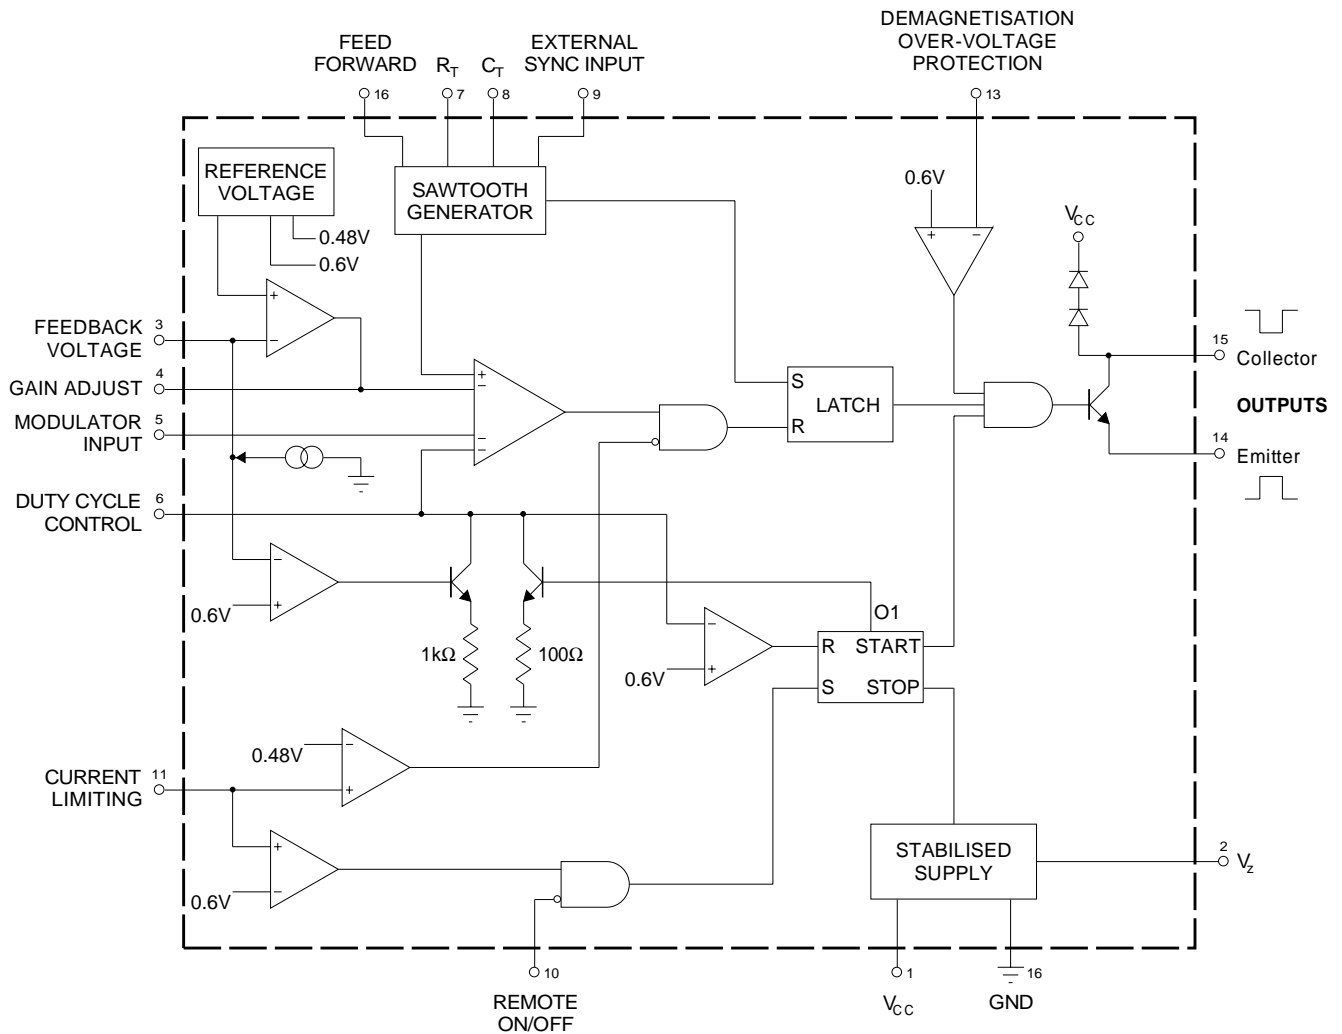 DEMAGNETISATION
OVER-VOLTAGE
PROTECTION
FEED
FORWARD
R_T
C_T
EXTERNAL
SYNC INPUT
16
7
8
9
13
REFERENCE
VOLTAGE
SAWTOOTH
GENERATOR
0.6V
+
−
V_CC
0.48V
0.6V
+
−
FEEDBACK
VOLTAGE
3
GAIN ADJUST
4
MODULATOR
INPUT
5
+
−
−
−
S
LATCH
R
15
Collector
OUTPUTS
14
Emitter
DUTY CYCLE
CONTROL
6
−
+
0.6V
1kΩ
100Ω
−
+
0.6V
O1
R START
S STOP
0.48V
−
+
CURRENT
LIMITING
11
+
−
0.6V
STABILISED
SUPPLY
2
V_z
10
REMOTE
ON/OFF
1
V_CC
16
GND